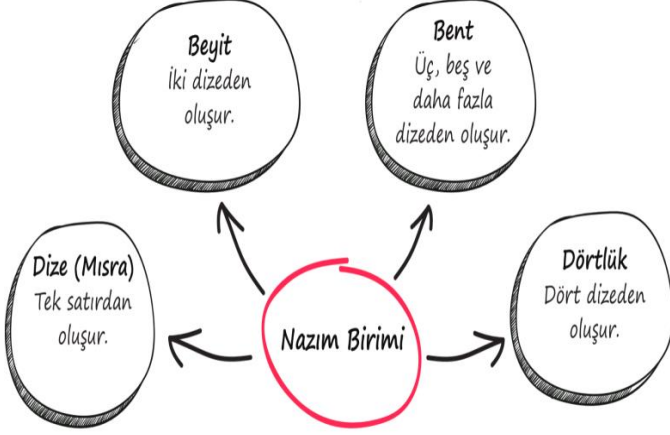 Beyit
İki dizeden
oluşur.
Bent
Üç, beş ve
daha fazla
dizeden oluşur.
Dize (Mısra)
Tek satırdan
oluşur.
Nazım Birimi
Dörtlük
Dört dizeden
oluşur.